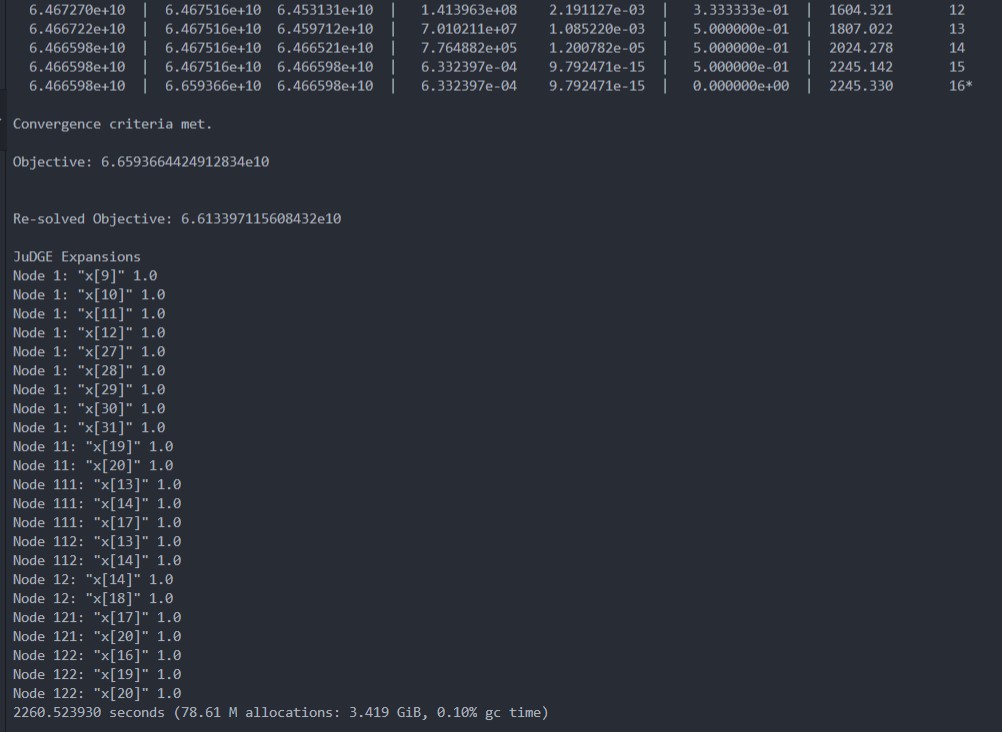 6.467270e+10 | 6.467516e+10 6.453131e+10 | 1.413963e+08 2.191127e-03 | 3.333333e-01 | 1604.321 12
6.466722e+10 | 6.467516e+10 6.459712e+10 | 7.010211e+07 1.085220e-03 | 5.000000e-01 | 1807.022 13
6.466598e+10 | 6.467516e+10 6.466521e+10 | 7.764882e+05 1.200782e-05 | 5.000000e-01 | 2024.278 14
6.466598e+10 | 6.467516e+10 6.466598e+10 | 6.332397e-04 9.792471e-15 | 5.000000e-01 | 2245.142 15
6.466598e+10 | 6.659366e+10 6.466598e+10 | 6.332397e-04 9.792471e-15 | 0.000000e+00 | 2245.330 16*
Convergence criteria met.
Objective: 6.6593664424912834e10
Re-solved Objective: 6.613397115608432e10
JuDGE Expansions
Node 1: "x[9]" 1.0
Node 1: "x[10]" 1.0
Node 1: "x[11]" 1.0
Node 1: "x[12]" 1.0
Node 1: "x[27]" 1.0
Node 1: "x[28]" 1.0
Node 1: "x[29]" 1.0
Node 1: "x[30]" 1.0
Node 1: "x[31]" 1.0
Node 11: "x[19]" 1.0
Node 11: "x[20]" 1.0
Node 111: "x[13]" 1.0
Node 111: "x[14]" 1.0
Node 111: "x[17]" 1.0
Node 112: "x[13]" 1.0
Node 112: "x[14]" 1.0
Node 12: "x[14]" 1.0
Node 12: "x[18]" 1.0
Node 121: "x[17]" 1.0
Node 121: "x[20]" 1.0
Node 122: "x[16]" 1.0
Node 122: "x[19]" 1.0
Node 122: "x[20]" 1.0
2260.523930 seconds (78.61 M allocations: 3.419 GiB, 0.10% gc time)